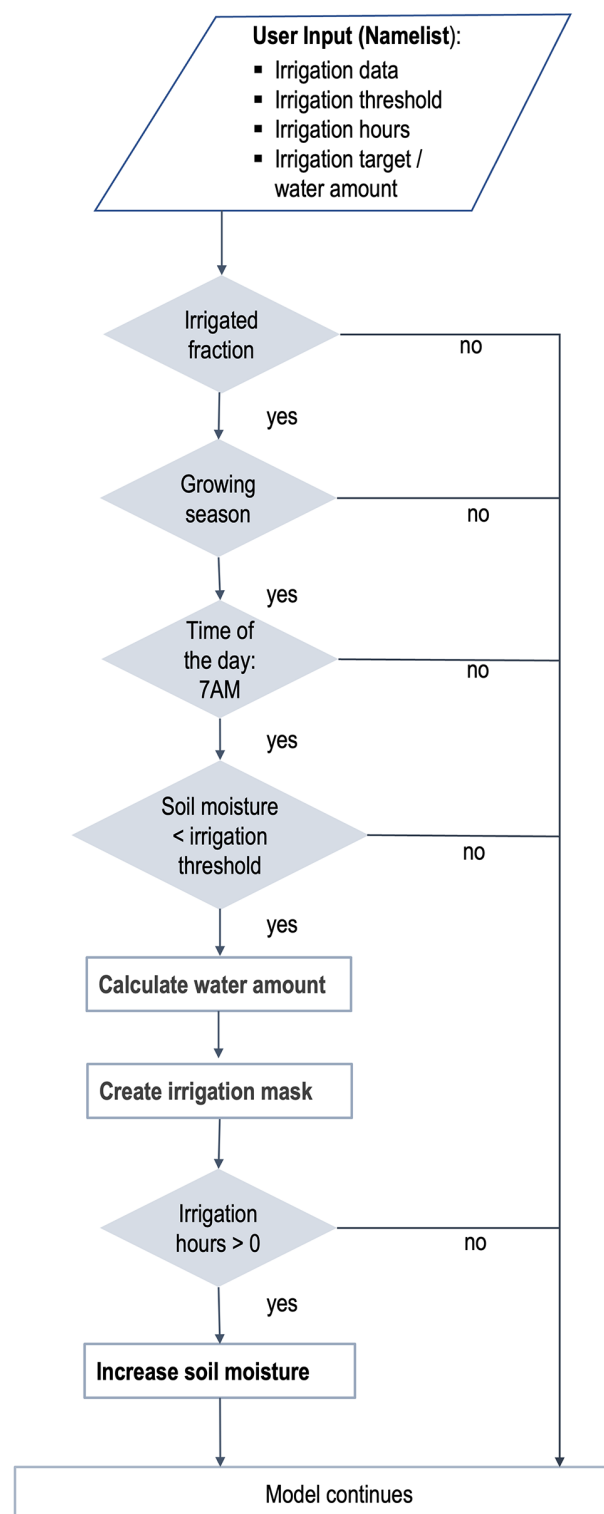 User Input (Namelist):
▪ Irrigation data
▪ Irrigation threshold
▪ Irrigation hours
▪ Irrigation target /
water amount
Irrigated
fraction
no
yes
Growing
season
no
yes
Time of
the day:
7AM
no
yes
Soil moisture
< irrigation
threshold
no
yes
Calculate water amount
Create irrigation mask
Irrigation
hours > 0
no
yes
Increase soil moisture
Model continues